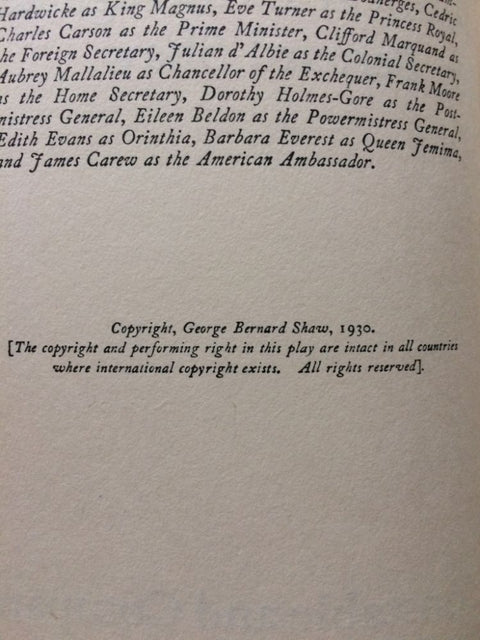 Boanerges, Cedric
Hardwicke as King Magnus, Eve Turner as the Princess Royal,
Charles Carson as the Prime Minister, Clifford Marquand as
the Foreign Secretary, Julian d'Albie as the Colonial Secretary,
Aubrey Mallalieu as Chancellor of the Exchequer, Frank Moore
as the Home Secretary, Dorothy Holmes-Gore as the Post-
mistress General, Eileen Beldon as the Powermistress General,
Edith Evans as Orinthia, Barbara Everest as Queen Jemima,
and James Carew as the American Ambassador.
Copyright, George Bernard Shaw, 1930.
[The copyright and performing right in this play are intact in all countries
where international copyright exists. All rights reserved].